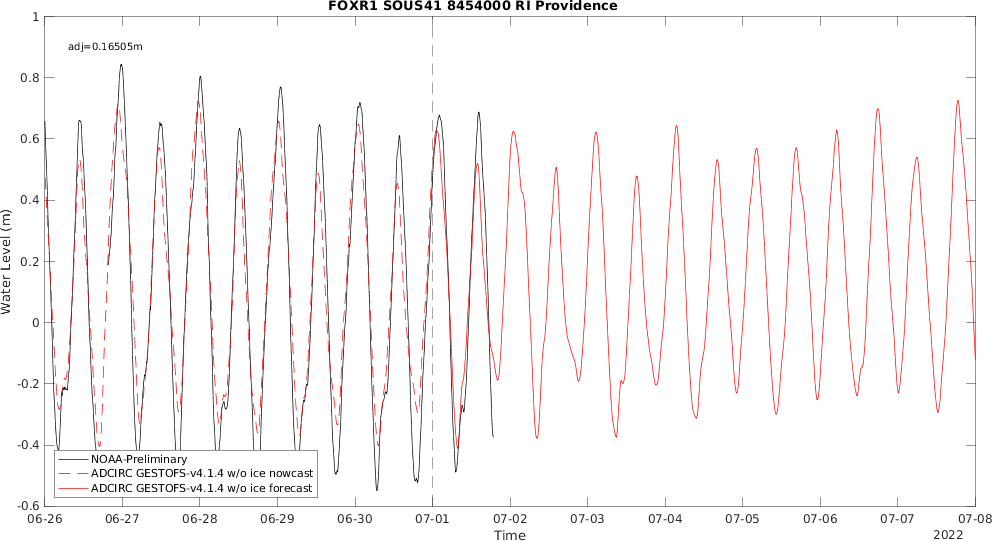 FOXR1 SOUS41 8454000 RI Providence
adj=0.16505m
1
0.8
0.6
0.4
0.2
0
-0.2
-0.4
-0.6
Water Level (m)
NOAA-Preliminary
ADCIRC GESTOFS-v4.1.4 w/o ice nowcast
ADCIRC GESTOFS-v4.1.4 w/o ice forecast
06-26 06-27 06-28 06-29 06-30 07-01 07-02 07-03 07-04 07-05 07-06 07-07 07-08
Time
2022